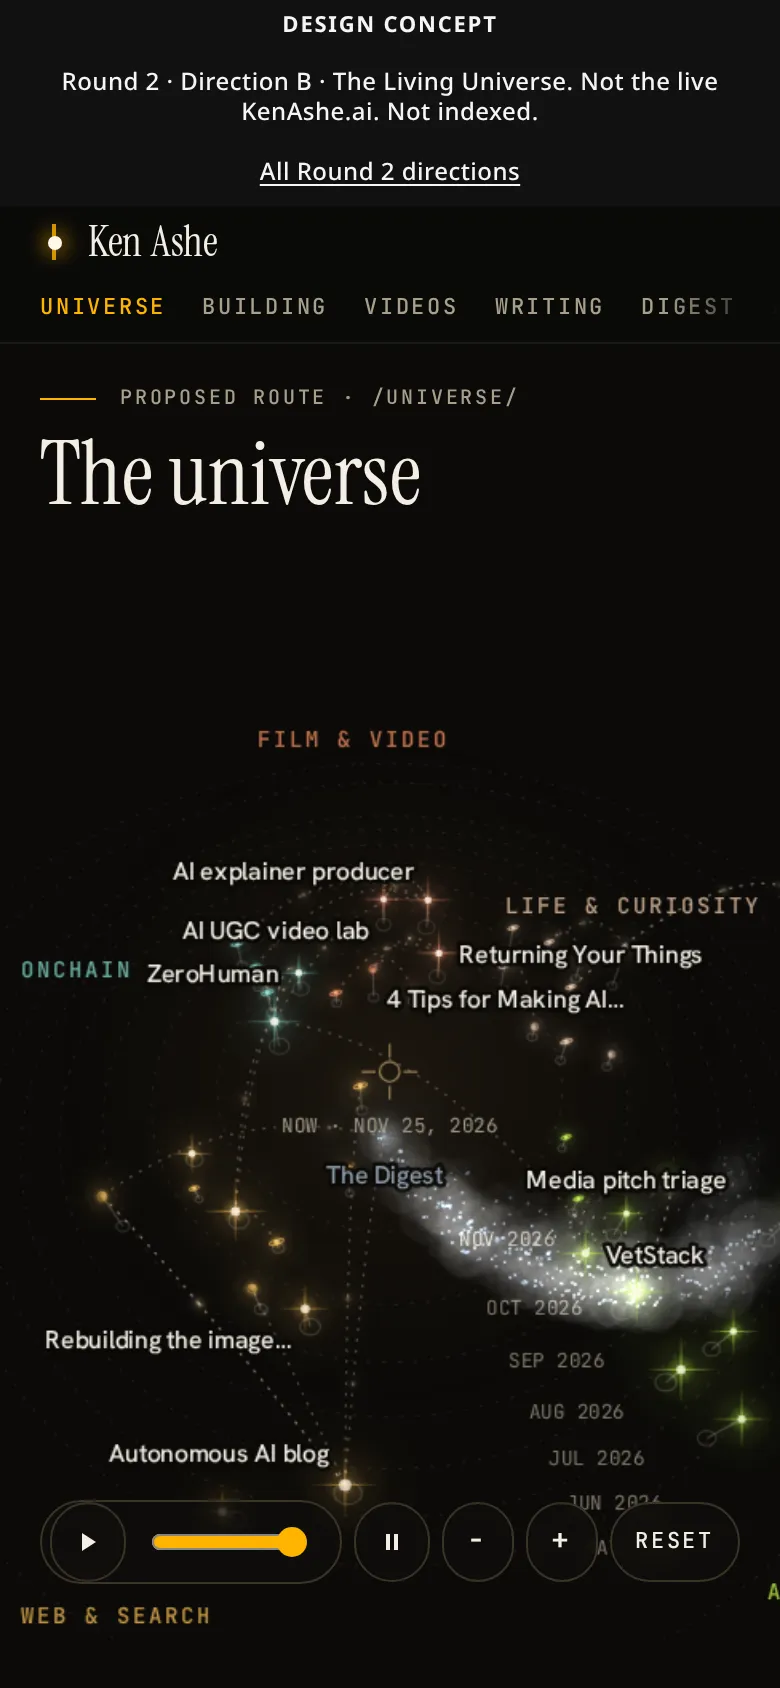 DESIGN CONCEPT
Round 2 · Direction B · The Living Universe. Not the live
KenAshe.ai. Not indexed.
All Round 2 directions
Ken Ashe
UNIVERSE BUILDING VIDEOS WRITING DIGEST
PROPOSED ROUTE · /UNIVERSE/
The universe
FILM & VIDEO
AI explainer producer
LIFE & CURIOSITY
AI UGC video lab
Returning Your Things
ONCHAIN
ZeroHuman
4 Tips for Making AI…
NOW · NOV 25, 2026
The Digest
Media pitch triage
NOV 2026
VetStack
OCT 2026
Rebuilding the image…
SEP 2026
AUG 2026
Autonomous AI blog
JUL 2026
JUN 2026
- + RESET
WEB & SEARCH